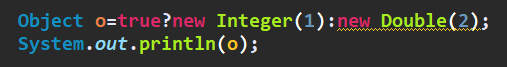 Object o=true?new Integer(1):new Double(2);
System.out.println(o);